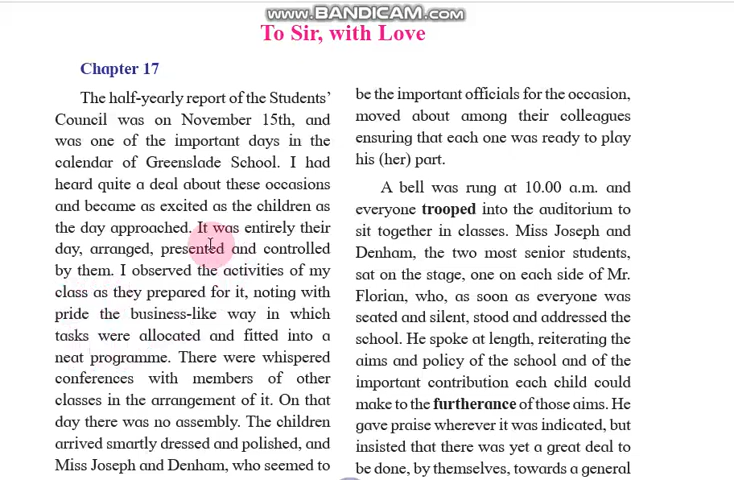 www.BANDICAM.com
To Sir, with Love
Chapter 17
The half-yearly report of the Students’
Council was on November 15th, and
was one of the important days in the
calendar of Greenslade School. I had
heard quite a deal about these occasions
and became as excited as the children as
the day approached. It was entirely their
day, arranged, presented and controlled
by them. I observed the activities of my
class as they prepared for it, noting with
pride the business-like way in which
tasks were allocated and fitted into a
neat programme. There were whispered
conferences with members of other
classes in the arrangement of it. On that
day there was no assembly. The children
arrived smartly dressed and polished, and
Miss Joseph and Denham, who seemed to
be the important officials for the occasion,
moved about among their colleagues
ensuring that each one was ready to play
his (her) part.
A bell was rung at 10.00 a.m. and
everyone trooped into the auditorium to
sit together in classes. Miss Joseph and
Denham, the two most senior students,
sat on the stage, one on each side of Mr.
Florian, who, as soon as everyone was
seated and silent, stood and addressed the
school. He spoke at length, reiterating the
aims and policy of the school and of the
important contribution each child could
make to the furtherance of those aims. He
gave praise wherever it was indicated, but
insisted that there was yet a great deal to
be done, by themselves, towards a general